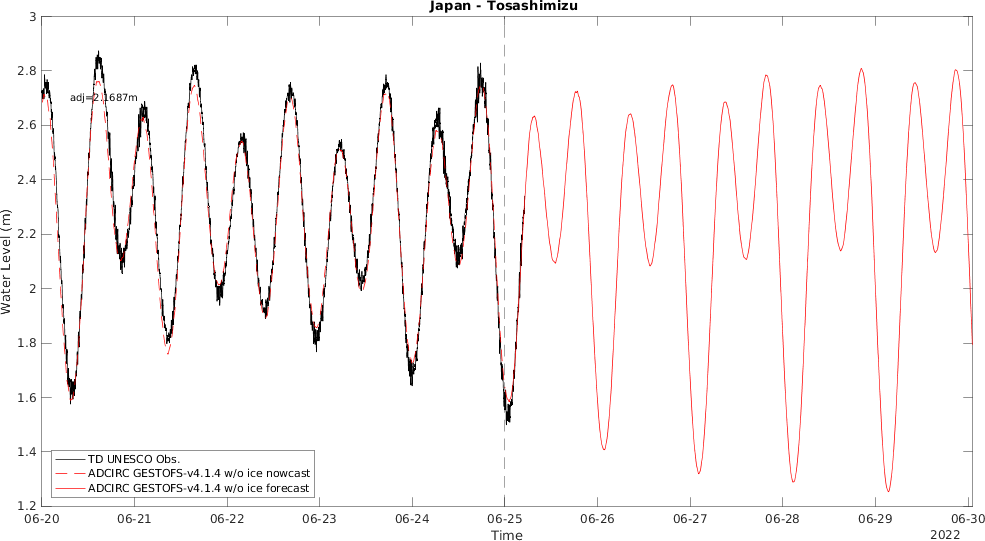 Japan - Tosashimizu
3
2.8
2.6
2.4
2.2
2
1.8
1.6
1.4
1.2
Water Level (m)
adj=2.1687m
TD UNESCO Obs.
ADCIRC GESTOFS-v4.1.4 w/o ice nowcast
ADCIRC GESTOFS-v4.1.4 w/o ice forecast
06-20 06-21 06-22 06-23 06-24 06-25 06-26 06-27 06-28 06-29 06-30
Time
2022